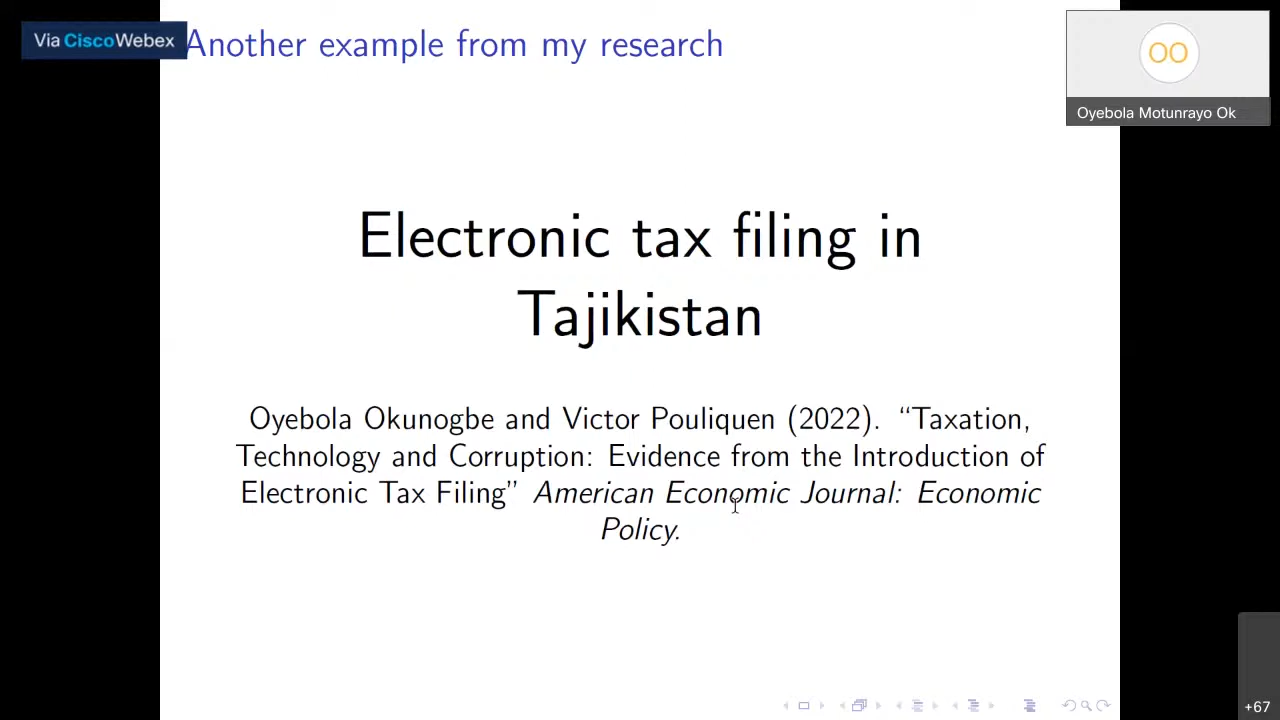 Via CiscoWebex
Another example from my research
OO
Oyebola Motunrayo Ok
Electronic tax filing in
Tajikistan
Oyebola Okunogbe and Victor Pouliquen (2022). “Taxation,
Technology and Corruption: Evidence from the Introduction of
Electronic Tax Filing” American Economic Journal: Economic
Policy.
+67